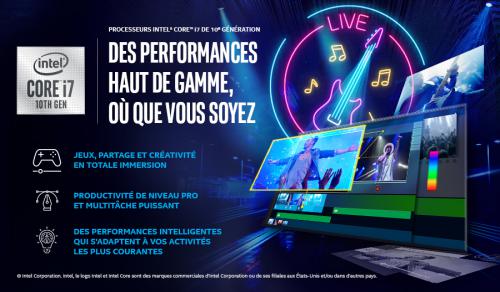 PROCESSEURS INTEL® CORE™ i7 DE 10ᵉ GÉNÉRATION
DES PERFORMANCES
HAUT DE GAMME,
OÙ QUE VOUS SOYEZ
intel®
CORE i7
10TH GEN
LIVE
JEUX, PARTAGE ET CRÉATIVITÉ
EN TOTALE IMMERSION
PRODUCTIVITÉ DE NIVEAU PRO
ET MULTITÂCHE PUISSANT
DES PERFORMANCES INTELLIGENTES
QUI S'ADAPTENT À VOS ACTIVITÉS
LES PLUS COURANTES
© Intel Corporation. Intel, le logo Intel et Intel Core sont des marques commerciales d'Intel Corporation ou de ses filiales aux États-Unis et/ou dans d'autres pays.